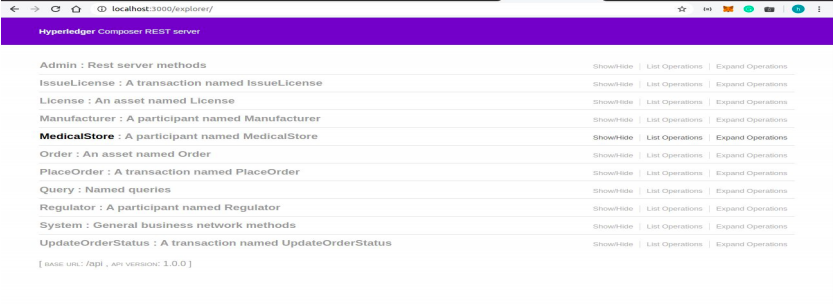 localhost:3000/explorer/
Hyperledger Composer REST server
Admin : Rest server methods Show/Hide | List Operations | Expand Operations
IssueLicense : A transaction named IssueLicense Show/Hide | List Operations | Expand Operations
License : An asset named License Show/Hide | List Operations | Expand Operations
Manufacturer : A participant named Manufacturer Show/Hide | List Operations | Expand Operations
MedicalStore : A participant named MedicalStore Show/Hide | List Operations | Expand Operations
Order : An asset named Order Show/Hide | List Operations | Expand Operations
PlaceOrder : A transaction named PlaceOrder Show/Hide | List Operations | Expand Operations
Query : Named queries Show/Hide | List Operations | Expand Operations
Regulator : A participant named Regulator Show/Hide | List Operations | Expand Operations
System : General business network methods Show/Hide | List Operations | Expand Operations
UpdateOrderStatus : A transaction named UpdateOrderStatus Show/Hide | List Operations | Expand Operations
[ BASE URL: /api , API VERSION: 1.0.0 ]